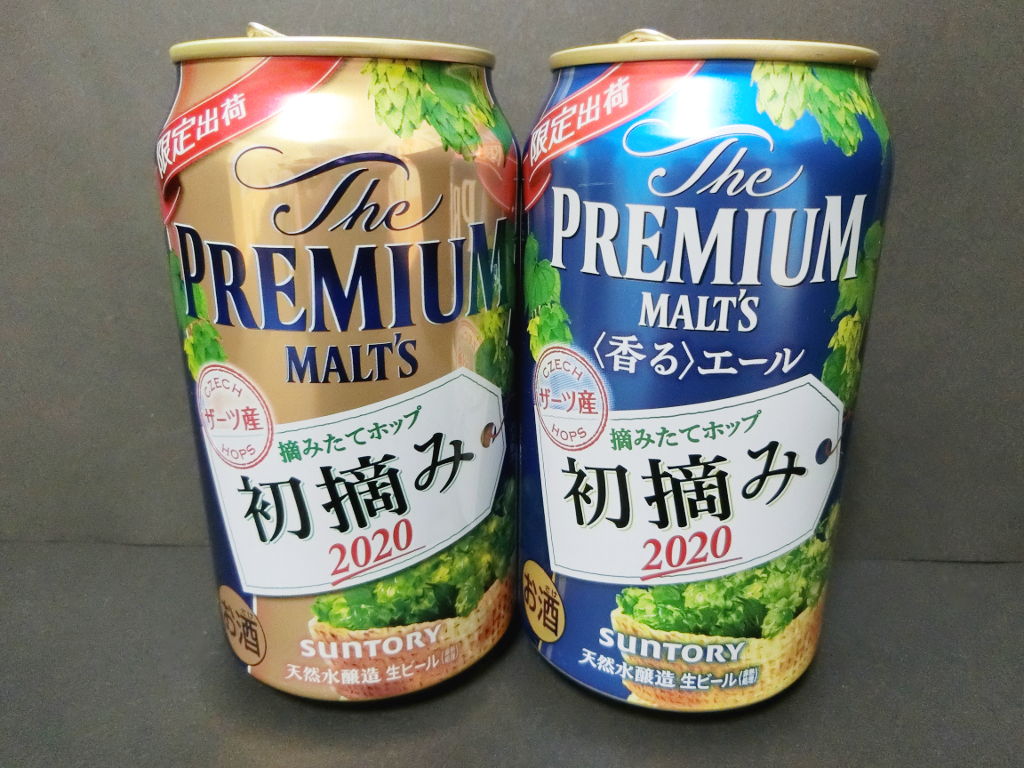 限定出荷
The
PREMIUM
MALT'S
CZECH
ザーツ産
HOPS
摘みたてホップ
初摘み
2020
お酒
SUNTORY
天然水醸造 生ビール
限定出荷
The
PREMIUM
MALT'S
〈香る〉エール
CZECH
ザーツ産
HOPS
摘みたてホップ
初摘み
2020
お酒
SUNTORY
天然水醸造 生ビール